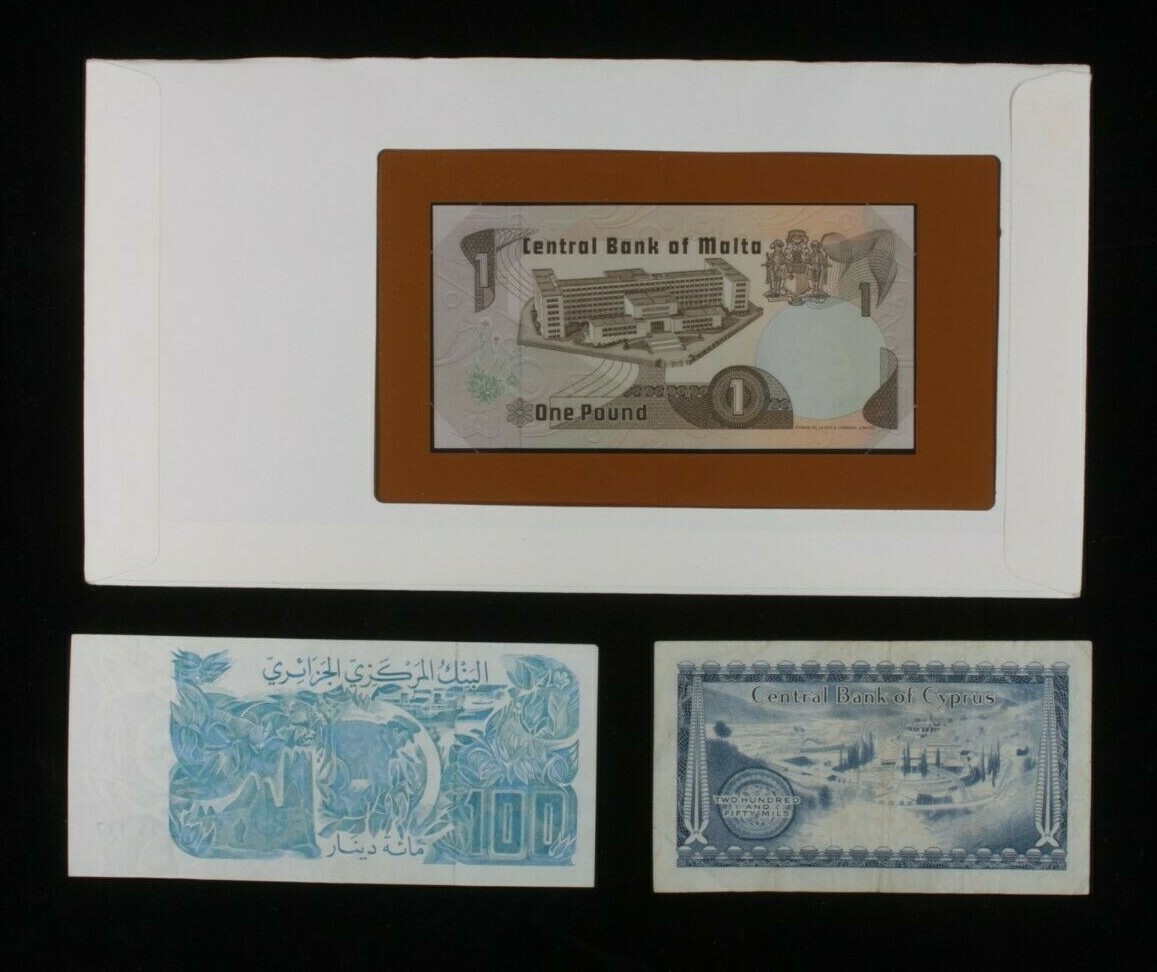 Central Bank of Malta
1
1
1
One Pound
البنك المركزي الجزائري
100
مائة دينار
Central Bank of Cyprus
TWO HUNDRED
AND
FIFTY MILS